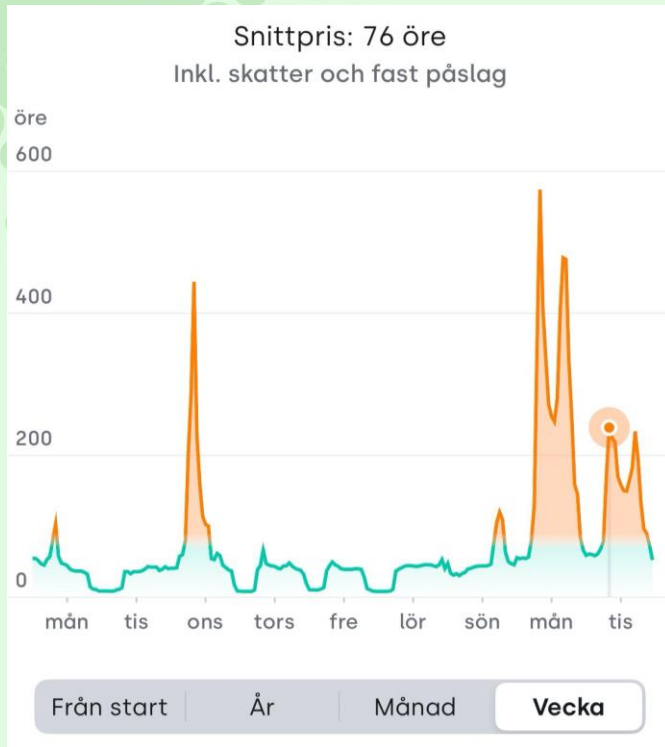 Snittpris: 76 öre
Inkl. skatter och fast påslag
öre
600
400
200
0
mån tis ons tors fre lör sön mån tis
Från start År Månad Vecka